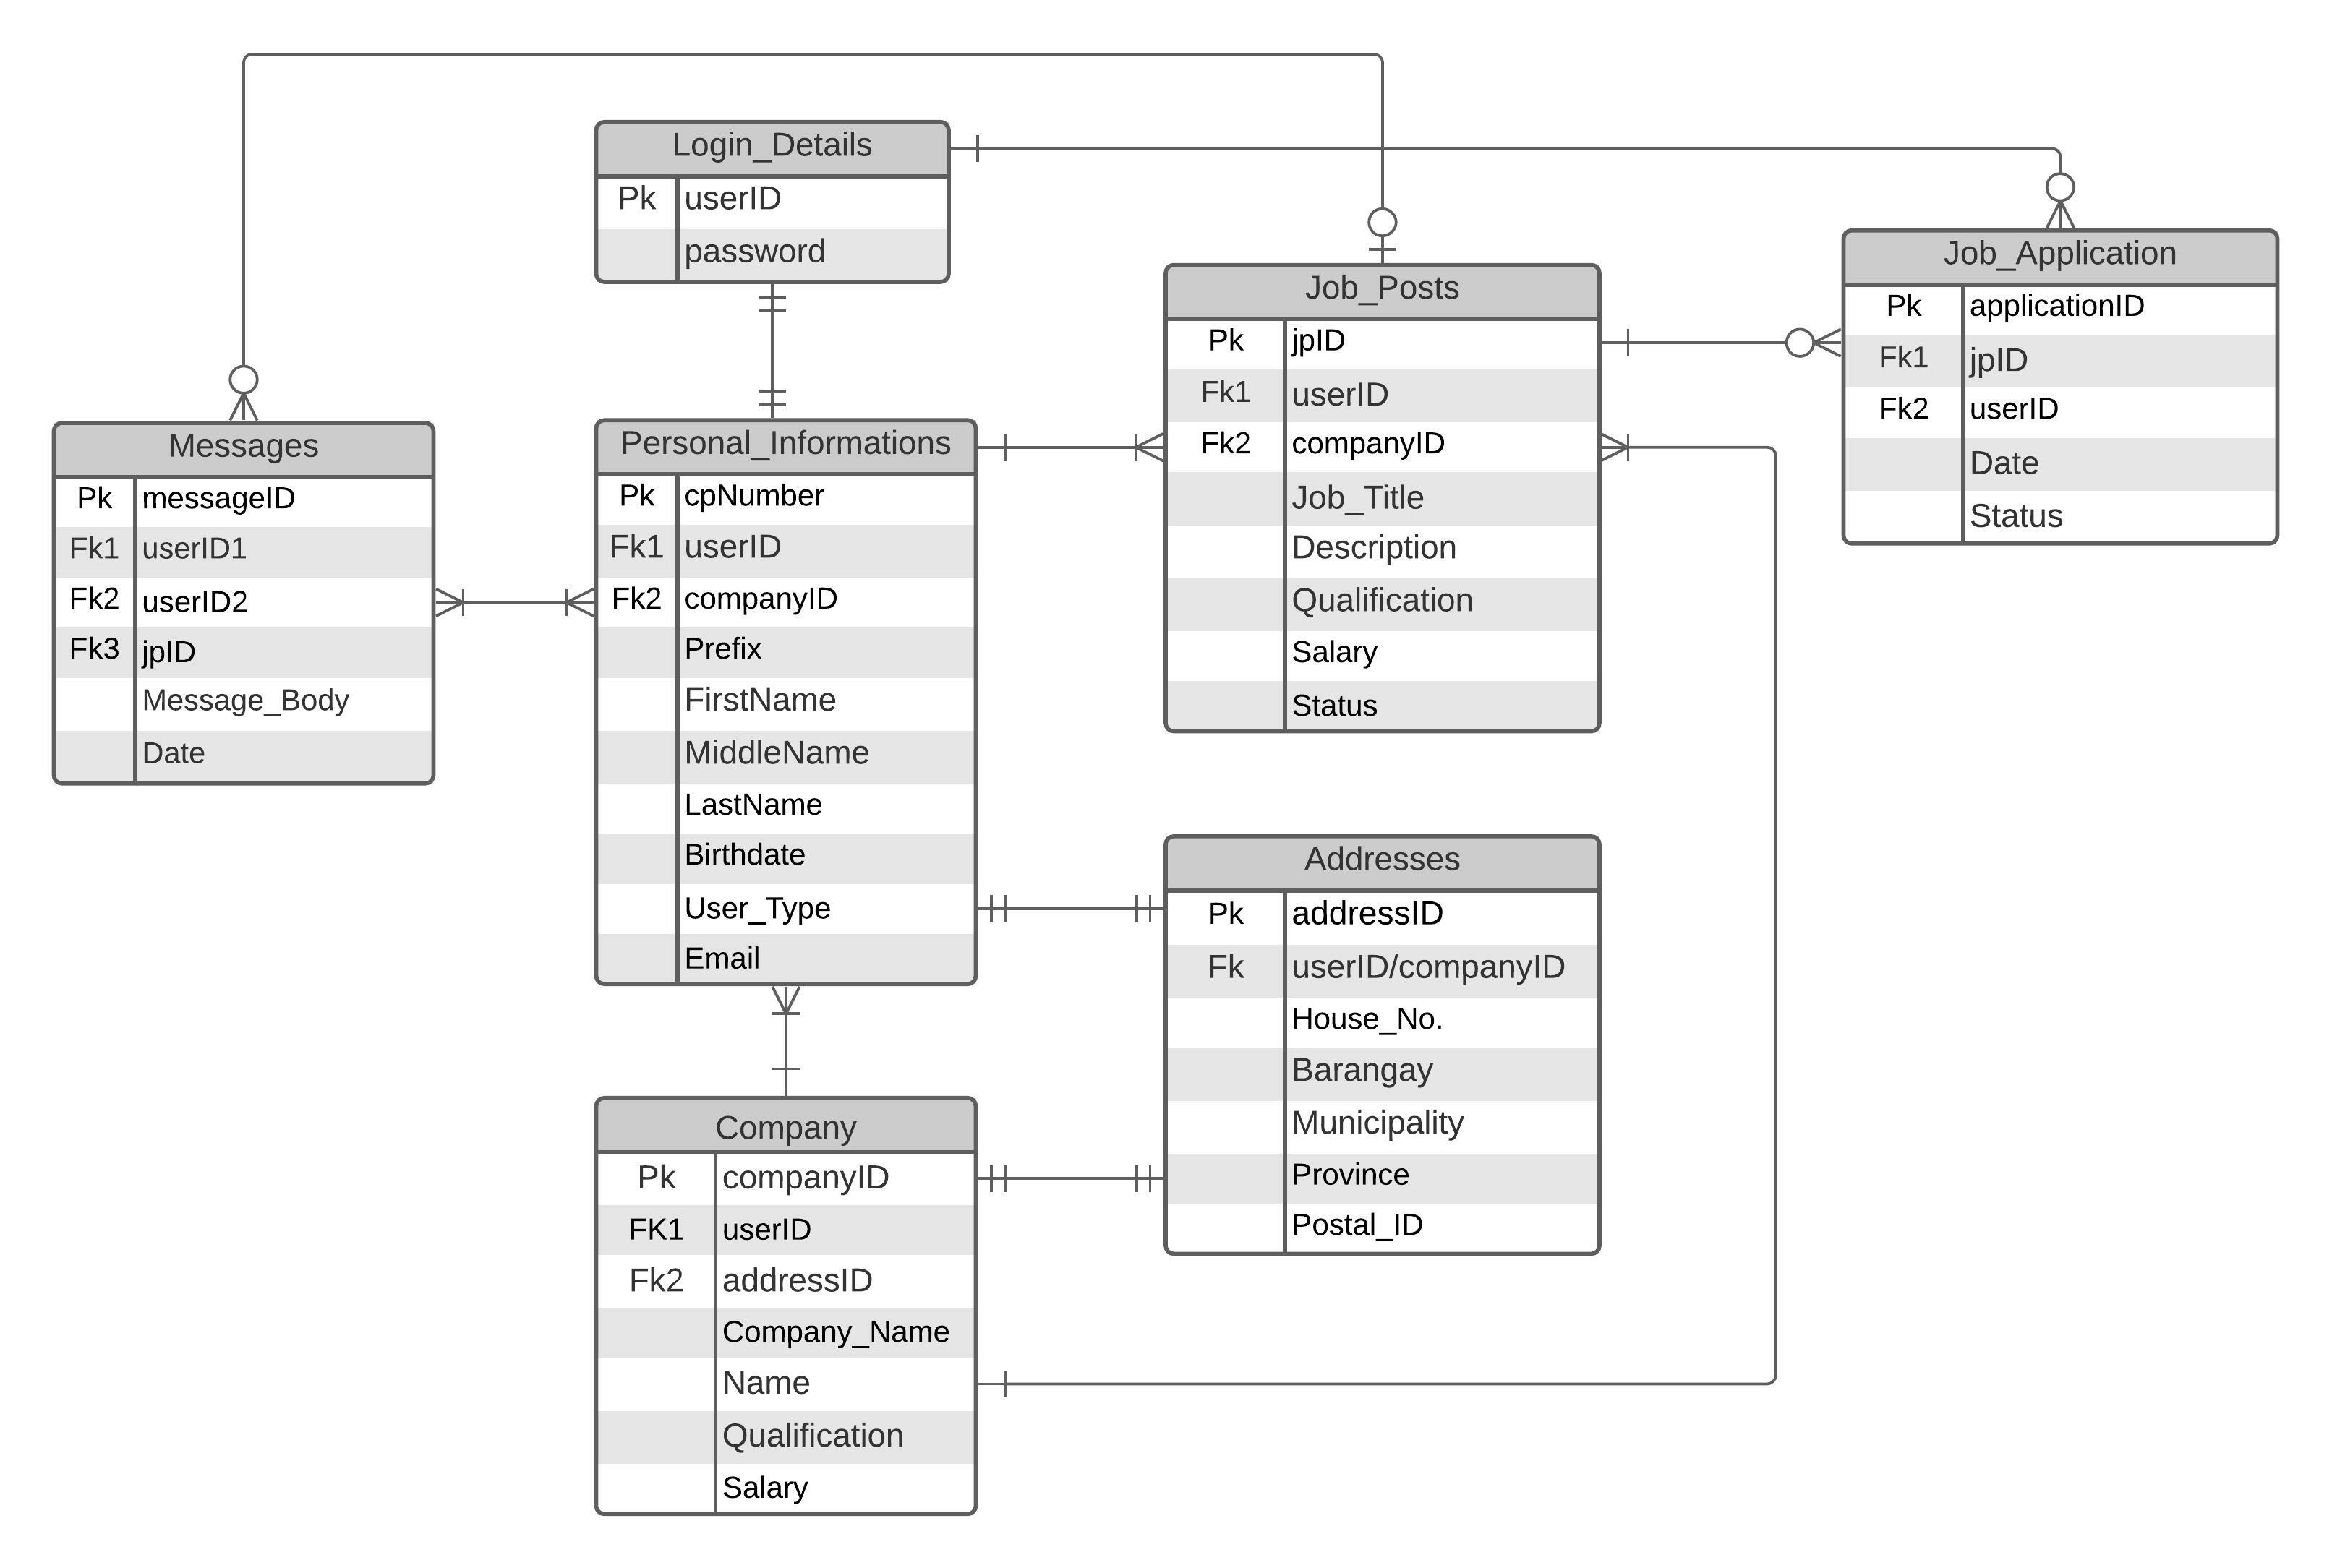 Login_Details
Pk userID
password
Job_Posts
Pk jpID
Fk1 userID
Fk2 companyID
Job_Title
Description
Qualification
Salary
Status
Job_Application
Pk applicationID
Fk1 jpID
Fk2 userID
Date
Status
Messages
Pk messageID
Fk1 userID1
Fk2 userID2
Fk3 jpID
Message_Body
Date
Personal_Informations
Pk cpNumber
Fk1 userID
Fk2 companyID
Prefix
FirstName
MiddleName
LastName
Birthdate
User_Type
Email
Addresses
Pk addressID
Fk userID/companyID
House_No.
Barangay
Municipality
Province
Postal_ID
Company
Pk companyID
FK1 userID
Fk2 addressID
Company_Name
Name
Qualification
Salary